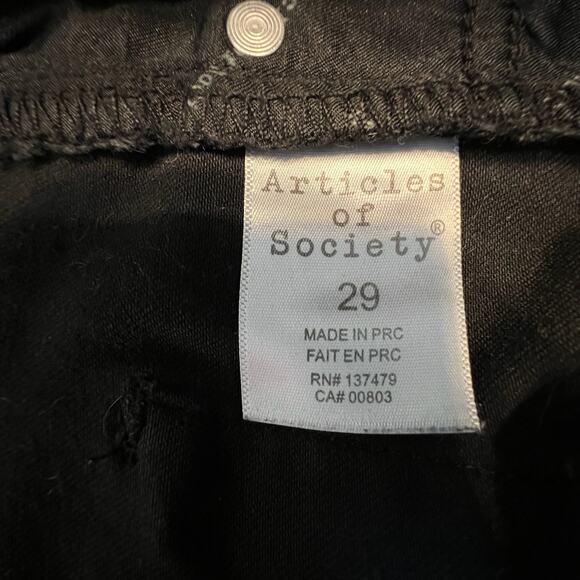 Articles
of
Society®
29
MADE IN PRC
FAIT EN PRC
RN# 137479
CA# 00803